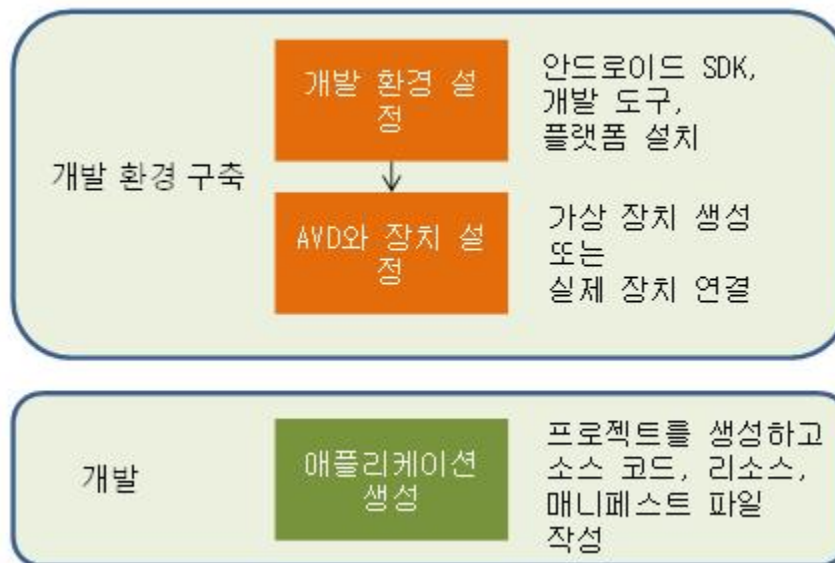 개발 환경 구축
개발 환경 설
정
안드로이드 SDK,
개발 도구,
플랫폼 설치
AVD와 장치 설
정
가상 장치 생성
또는
실제 장치 연결
개발
애플리케이션
생성
프로젝트를 생성하고
소스 코드, 리소스,
매니페스트 파일
작성